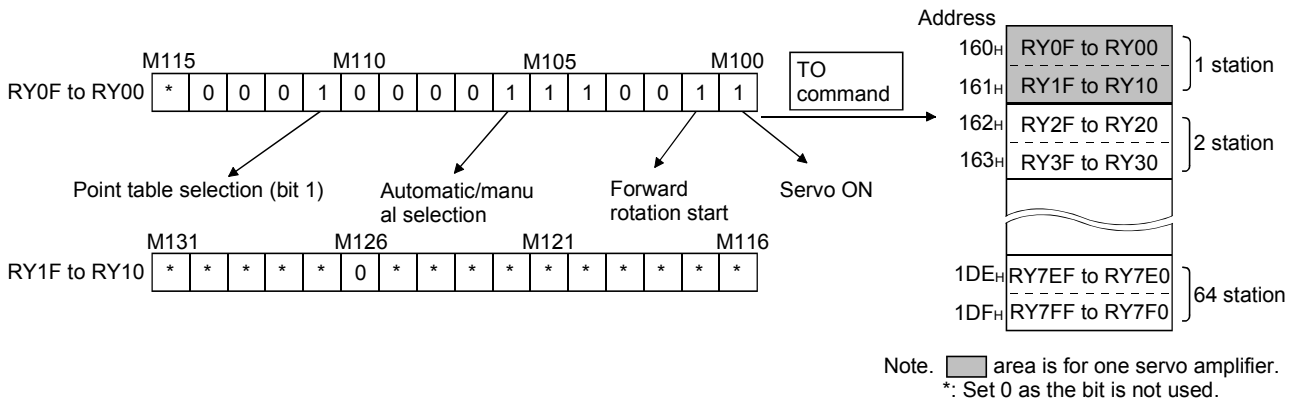 M115 M110 M105 M100
RY0F to RY00 * 0 0 0 1 0 0 0 0 1 1 1 0 0 1 1
TO
command
Point table selection (bit 1)
Automatic/manu
al selection
Forward
rotation start
Servo ON
M131 M126 M121 M116
RY1F to RY10 * * * * * 0 * * * * * * * * * *
Address
160H RY0F to RY00
161H RY1F to RY10
1 station
162H RY2F to RY20
163H RY3F to RY30
2 station
1DEH RY7EF to RY7E0
1DFH RY7FF to RY7F0
64 station
Note. area is for one servo amplifier.
*: Set 0 as the bit is not used.